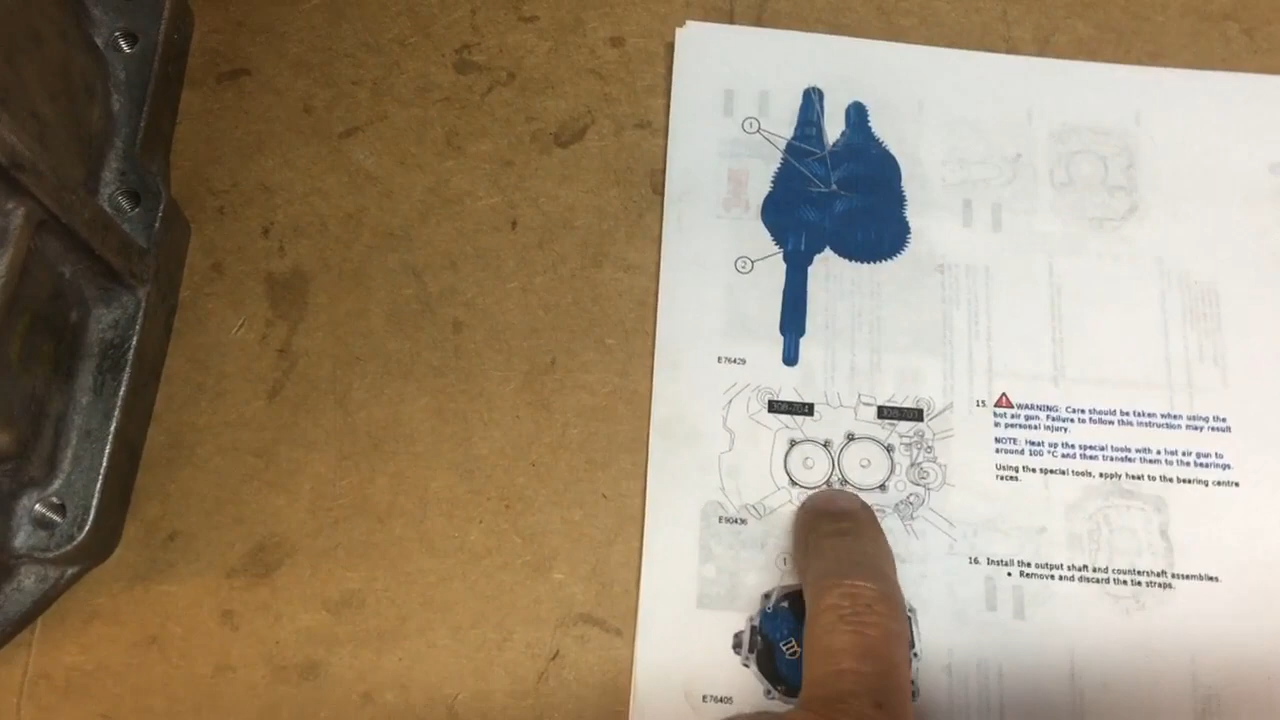 1
2
E76429
308-704
308-703
15. WARNING: Care should be taken when using the
hot air gun. Failure to follow this instruction may result
in personal injury.
NOTE: Heat up the special tools with a hot air gun to
around 100 °C and then transfer them to the bearings.
Using the special tools, apply heat to the bearing centre
races.
E90436
1
16. Install the output shaft and countershaft assemblies.
• Remove and discard the tie straps.
E76405